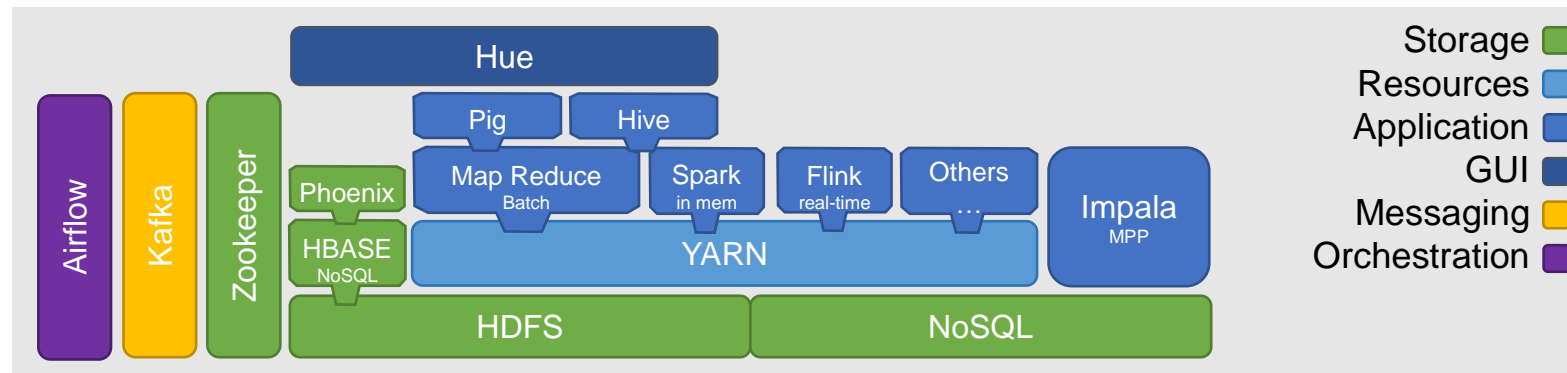 Hue
Pig
Hive
Map Reduce
Batch
Spark
in mem
Flink
real-time
Others
…
Impala
MPP
Phoenix
HBASE
NoSQL
YARN
HDFS
NoSQL
Airflow
Kafka
Zookeeper
Storage
Resources
Application
GUI
Messaging
Orchestration